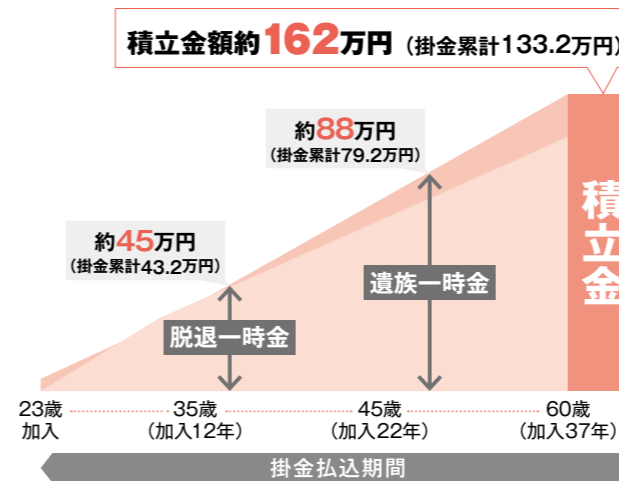 積立金額約162万円（掛金累計133.2万円）
約88万円
（掛金累計79.2万円）
約45万円
（掛金累計43.2万円）
積立金
遺族一時金
脱退一時金
23歳 35歳 45歳 60歳
加入 （加入12年） （加入22年） （加入37年）
掛金払込期間